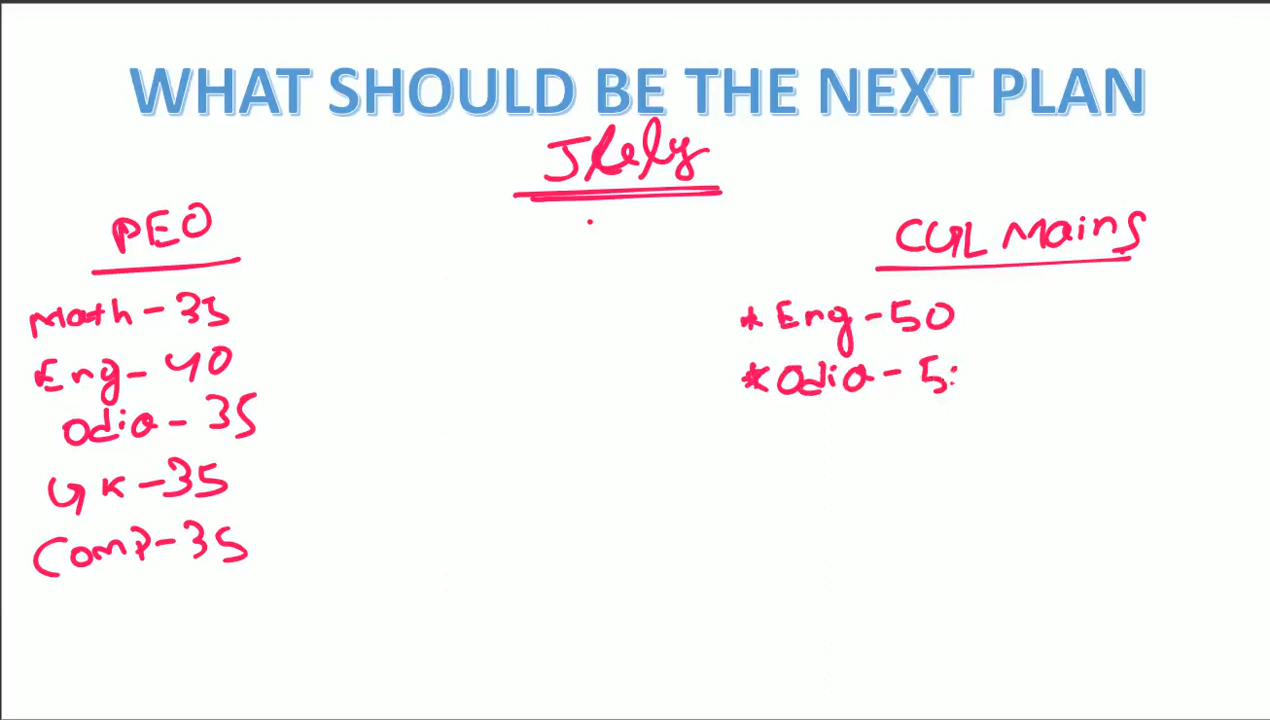 WHAT SHOULD BE THE NEXT PLAN
PEO
Math - 35
Eng - 40
Odia - 35
GK - 35
Comp - 35
CGL Mains
* Eng - 50
* Odia - 5